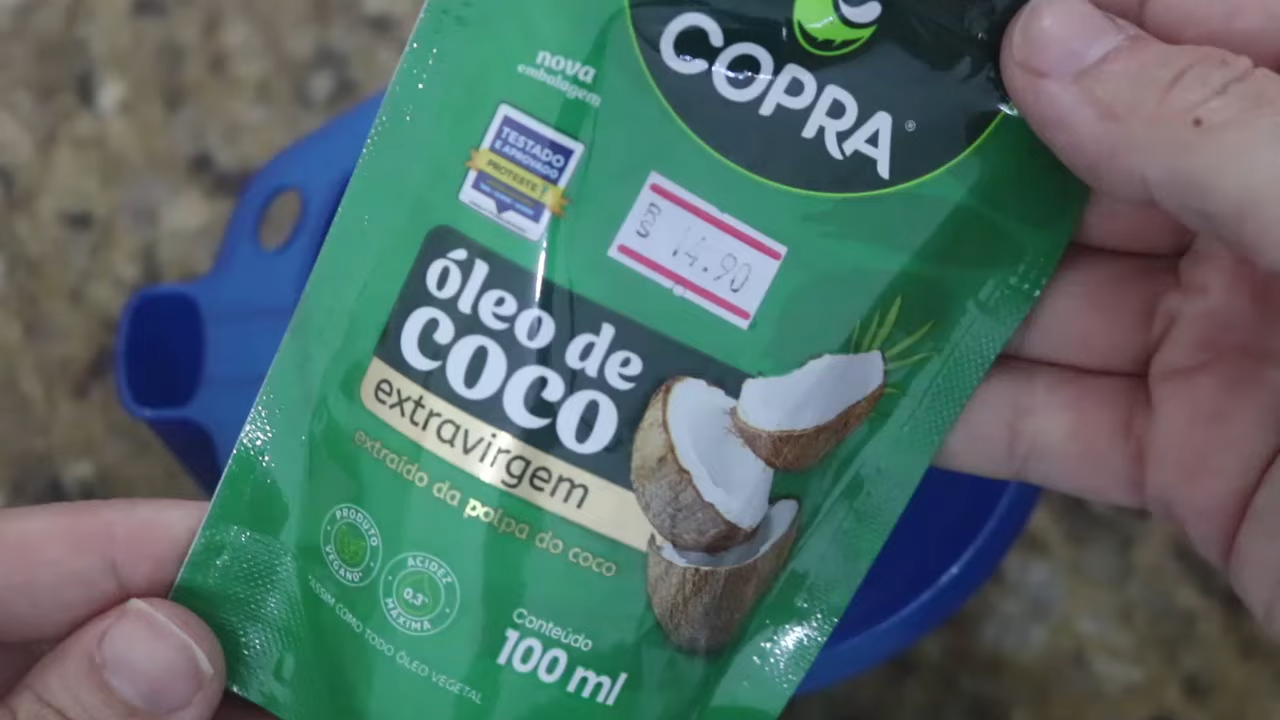 COPRA®
nova
embalagem
TESTADO
E APROVADO
PROTESTE
R$ 14.90
óleo de
coco
extravirgem
extraído da polpa do coco
PRODUTO
VEGANO*
ACIDEZ
0,3%
MÁXIMA
*ASSIM COMO TODO ÓLEO VEGETAL
Conteúdo
100 ml